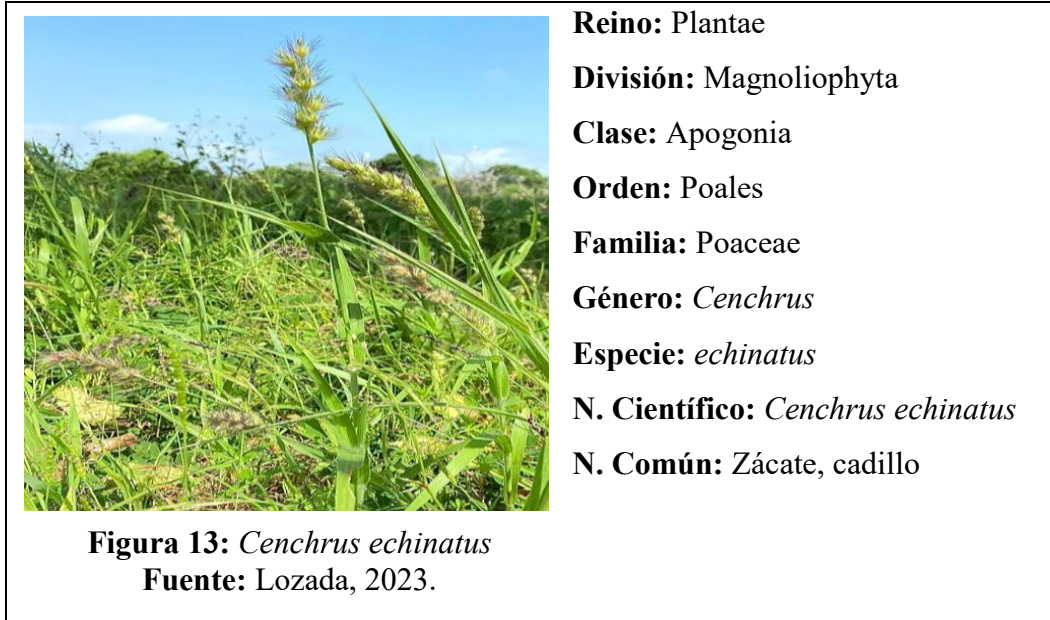 Reino: Plantae
División: Magnoliophyta
Clase: Apogonia
Orden: Poales
Familia: Poaceae
Género: Cenchrus
Especie: echinatus
N. Científico: Cenchrus echinatus
N. Común: Zácate, cadillo
Figura 13: Cenchrus echinatus
Fuente: Lozada, 2023.